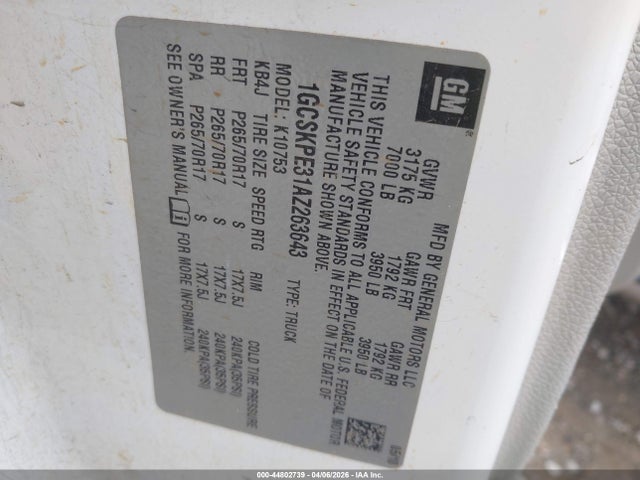 GM
MFD BY GENERAL MOTORS LLC 05/10
GVWR GAWR FRT GAWR RR
3175 KG 1792 KG 1792 KG
7000 LB 3950 LB 3950 LB
THIS VEHICLE CONFORMS TO ALL APPLICABLE U.S. FEDERAL MOTOR
VEHICLE SAFETY STANDARDS IN EFFECT ON THE DATE OF
MANUFACTURE SHOWN ABOVE.
1GCSKPE31AZ263643 TYPE:TRUCK
MODEL: K10753
KB4J TIRE SIZE SPEED RTG RIM COLD TIRE PRESSURE
FRT P265/70R17 S 17X7.5J 240KPA(35PSI)
RR P265/70R17 S 17X7.5J 240KPA(35PSI)
SPA P265/70R17 S 17X7.5J 240KPA(35PSI)
SEE OWNER'S MANUAL FOR MORE INFORMATION.
000-44802739 | 04/06/2026 | IAAI.COM